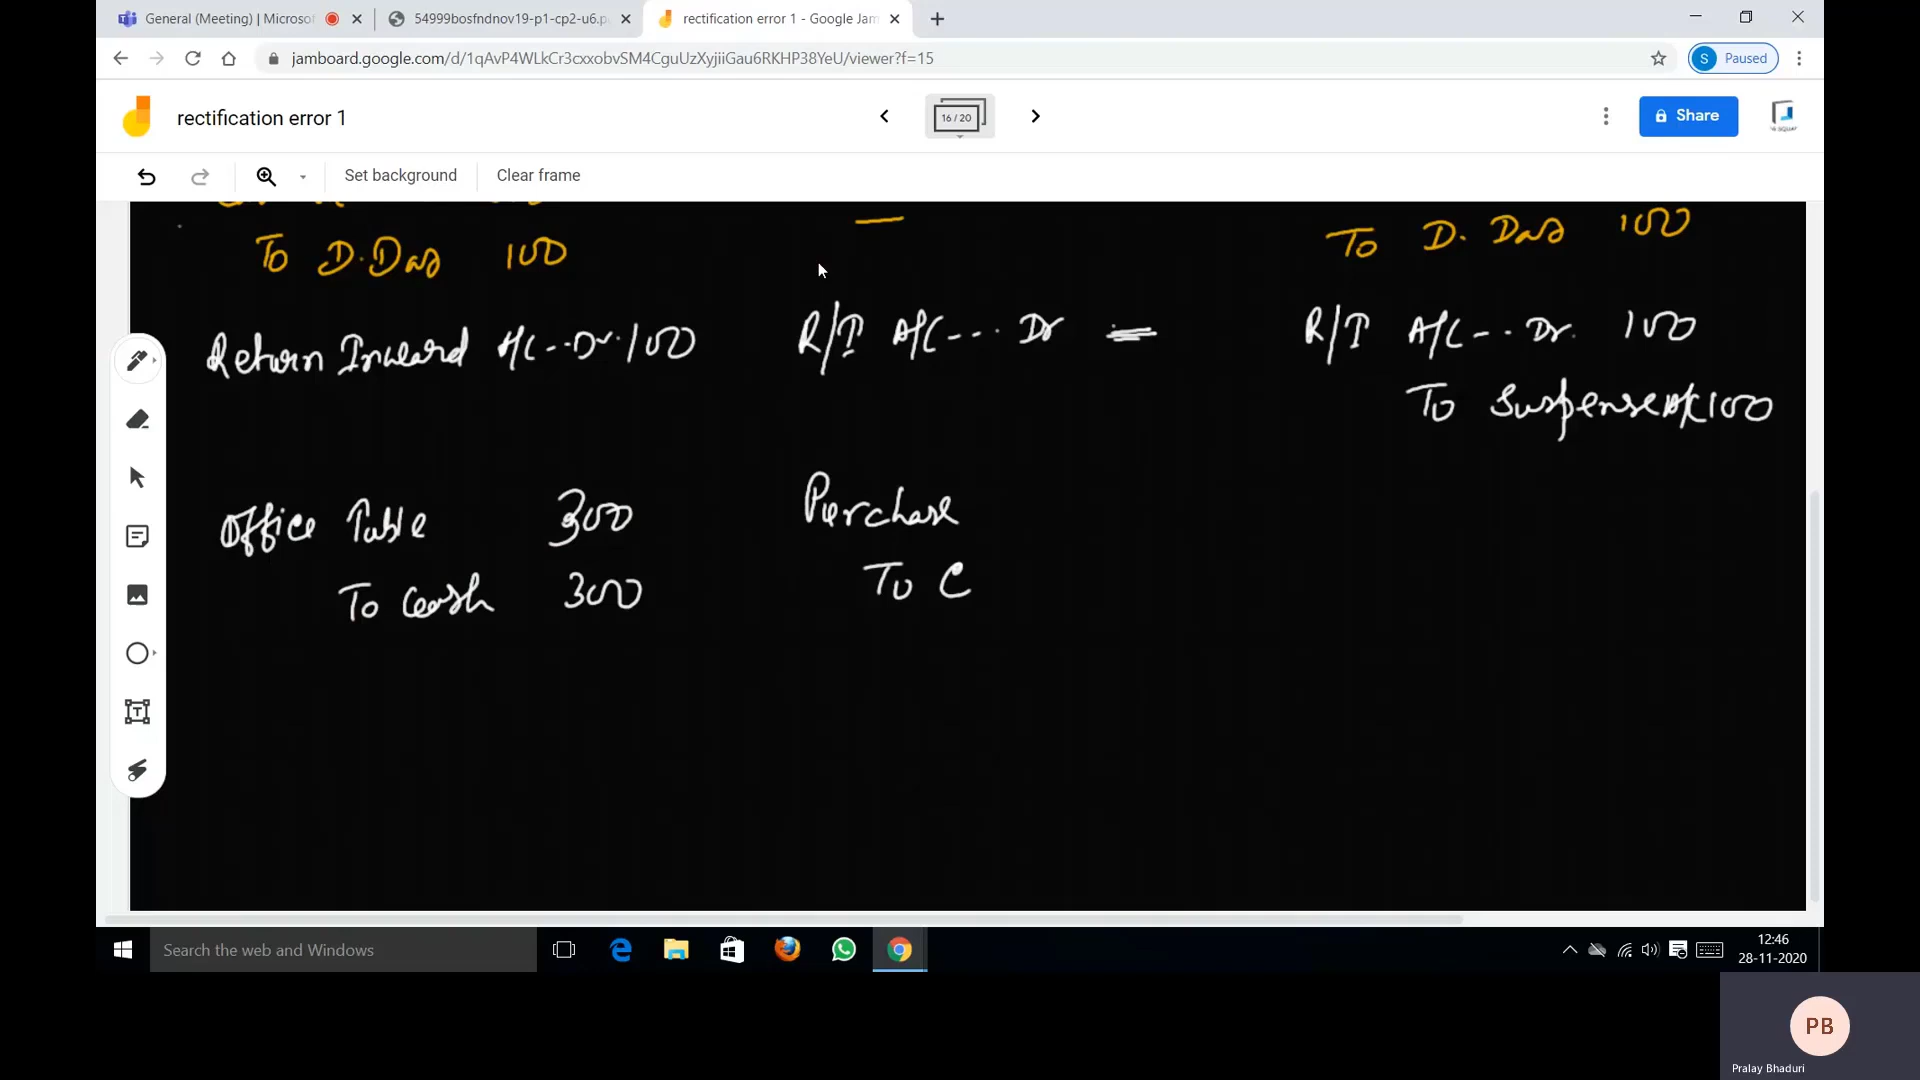 General (Meeting) | Microsof
54999bosfndnov19-p1-cp2-u6.p
rectification error 1 - Google Jam
jamboard.google.com/d/1qAvP4WLkCr3cxxobvSM4CguUzXyjiiGau6RKHP38YeU/viewer?f=15
S Paused
rectification error 1
16 / 20
Share
Set background
Clear frame
To D. Das 100
To D. Das 100
Return Inward A/C -- Dr. 100
R/I A/C --- Dr
R/I A/C -- Dr. 100
To Suspense A/c 100
Office Table 300
Purchase
To Cash 300
To C
Search the web and Windows
12:46
28-11-2020
PB
Pralay Bhaduri